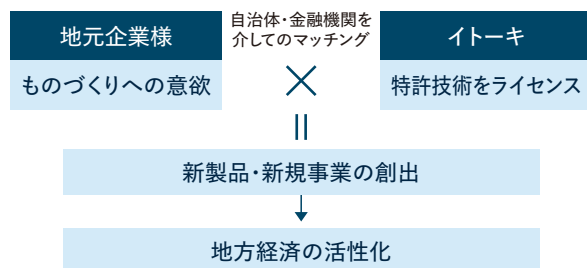 地元企業様
自治体・金融機関を
介してのマッチング
イトーキ
ものづくりへの意欲
×
特許技術をライセンス
新製品・新規事業の創出
地方経済の活性化